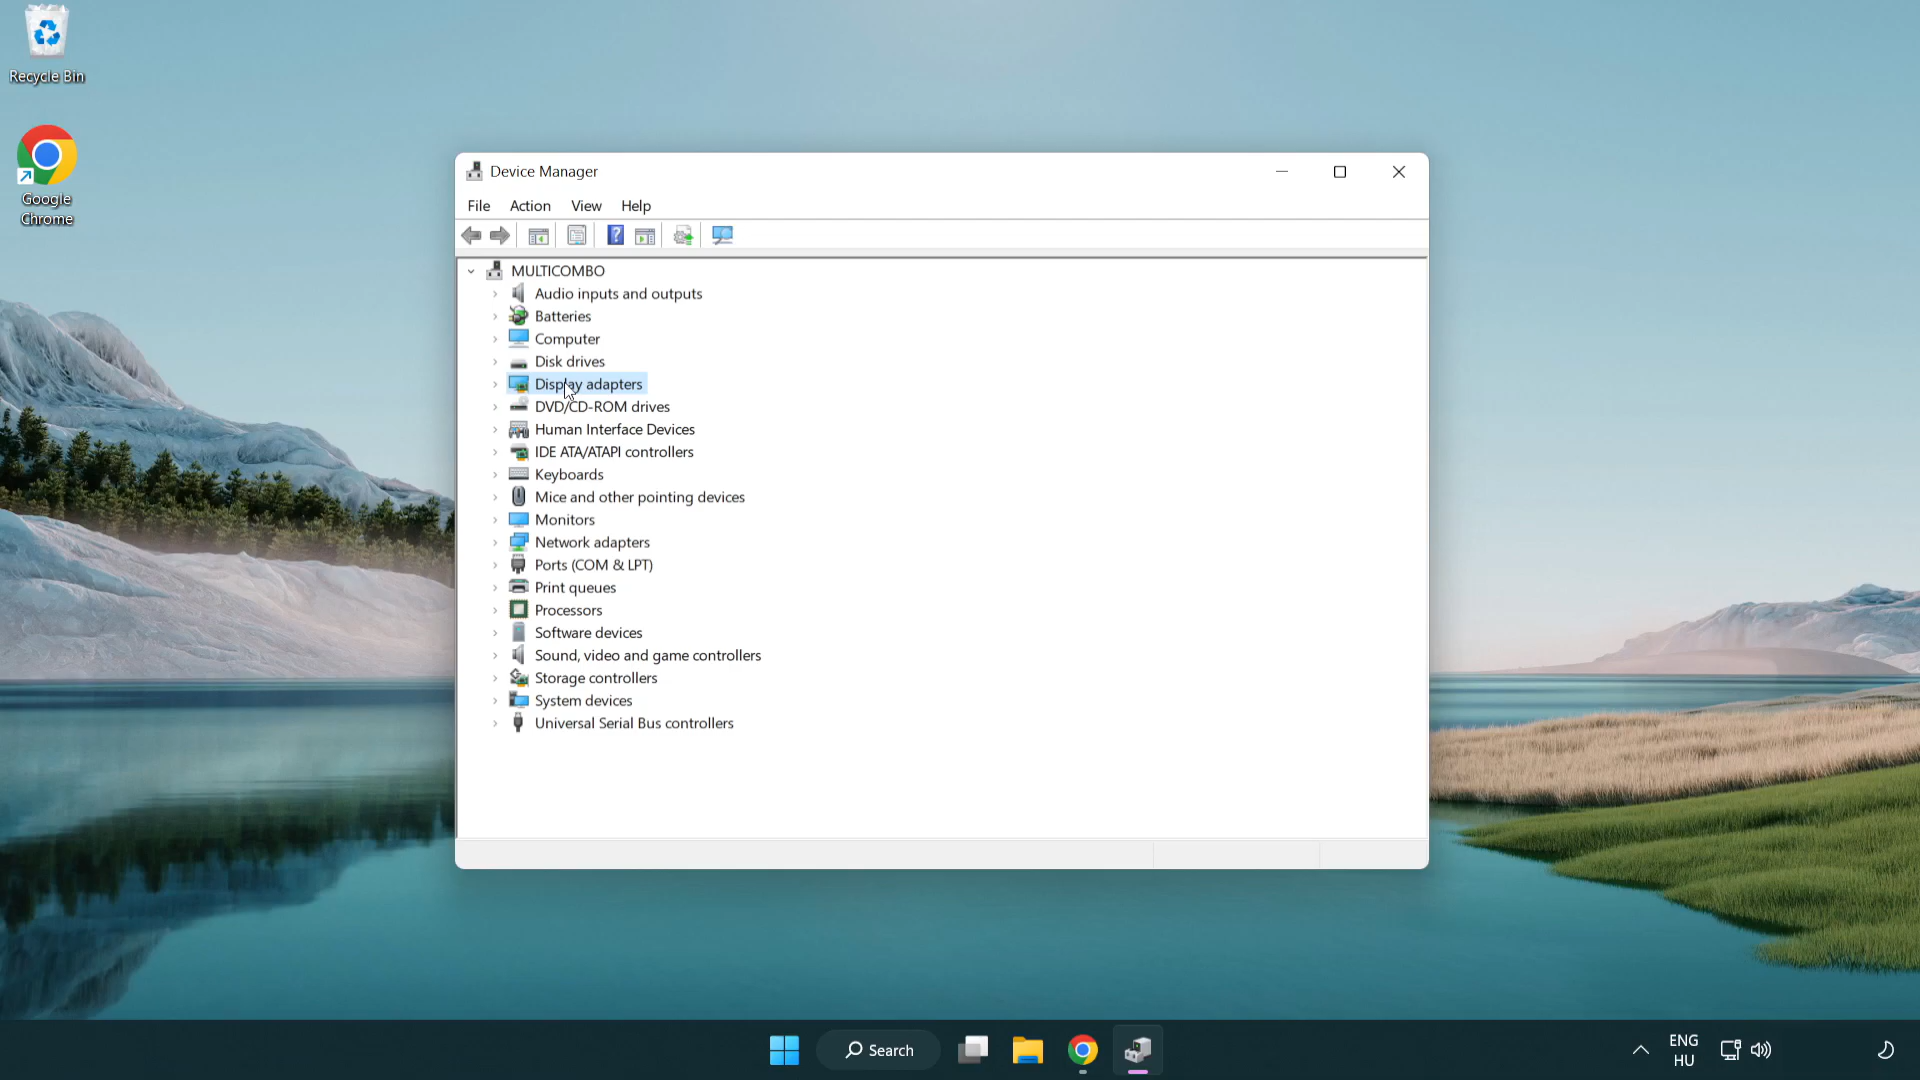 Recycle Bin
Google
Chrome
Device Manager
File Action View Help
MULTICOMBO
Audio inputs and outputs
Batteries
Computer
Disk drives
Display adapters
DVD/CD-ROM drives
Human Interface Devices
IDE ATA/ATAPI controllers
Keyboards
Mice and other pointing devices
Monitors
Network adapters
Ports (COM & LPT)
Print queues
Processors
Software devices
Sound, video and game controllers
Storage controllers
System devices
Universal Serial Bus controllers
Search
ENG
HU